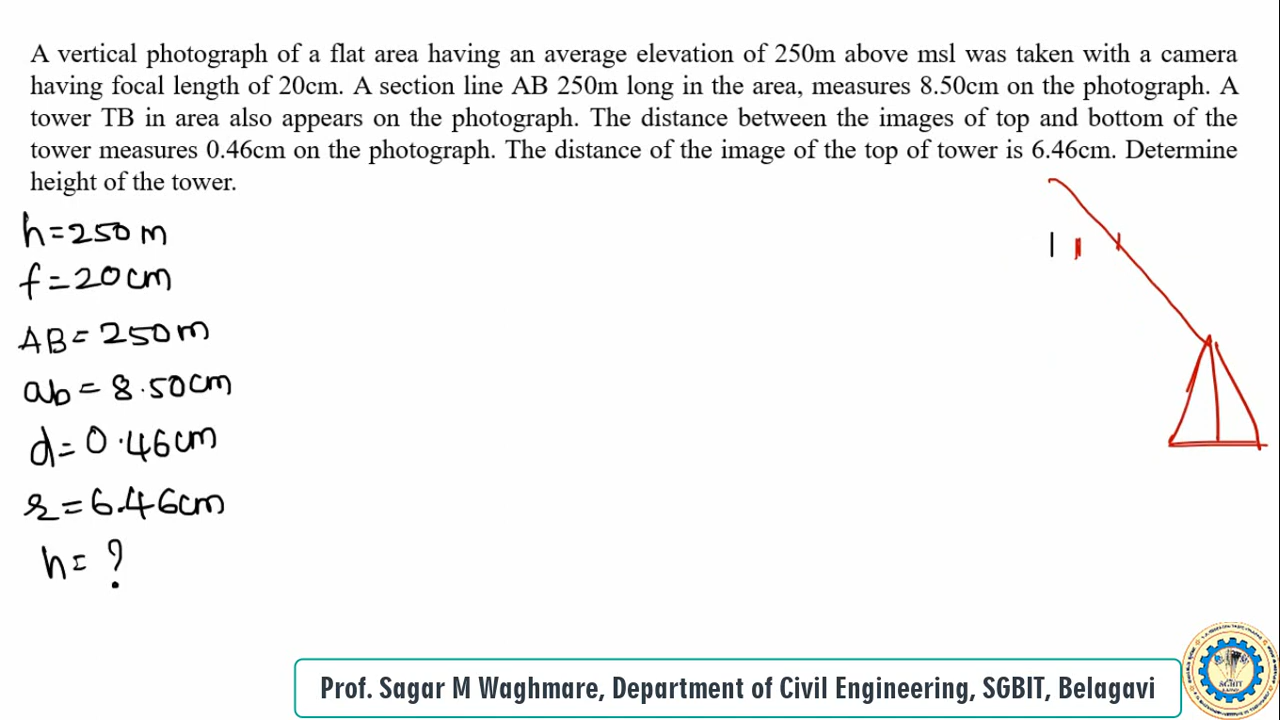 A vertical photograph of a flat area having an average elevation of 250m above msl was taken with a camera
having focal length of 20cm. A section line AB 250m long in the area, measures 8.50cm on the photograph. A
tower TB in area also appears on the photograph. The distance between the images of top and bottom of the
tower measures 0.46cm on the photograph. The distance of the image of the top of tower is 6.46cm. Determine
height of the tower.
h=250m
f=20cm
AB=250m
ab=8.50cm
d=0.46cm
r=6.46cm
h=?
Prof. Sagar M Waghmare, Department of Civil Engineering, SGBIT, Belagavi
SGBIT